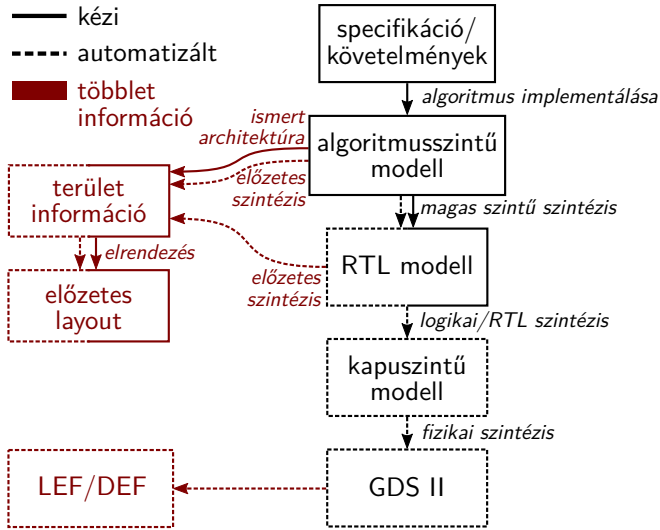 kézi
automatizált
többlet
információ
specifikáció/
követelmények
algoritmus implementálása
ismert
architektúra
algoritmusszintű
modell
előzetes
szintézis
terület
információ
magas szintű szintézis
elrendezés
RTL modell
előzetes
szintézis
előzetes
layout
logikai/RTL szintézis
kapuszintű
modell
fizikai szintézis
LEF/DEF
GDS II